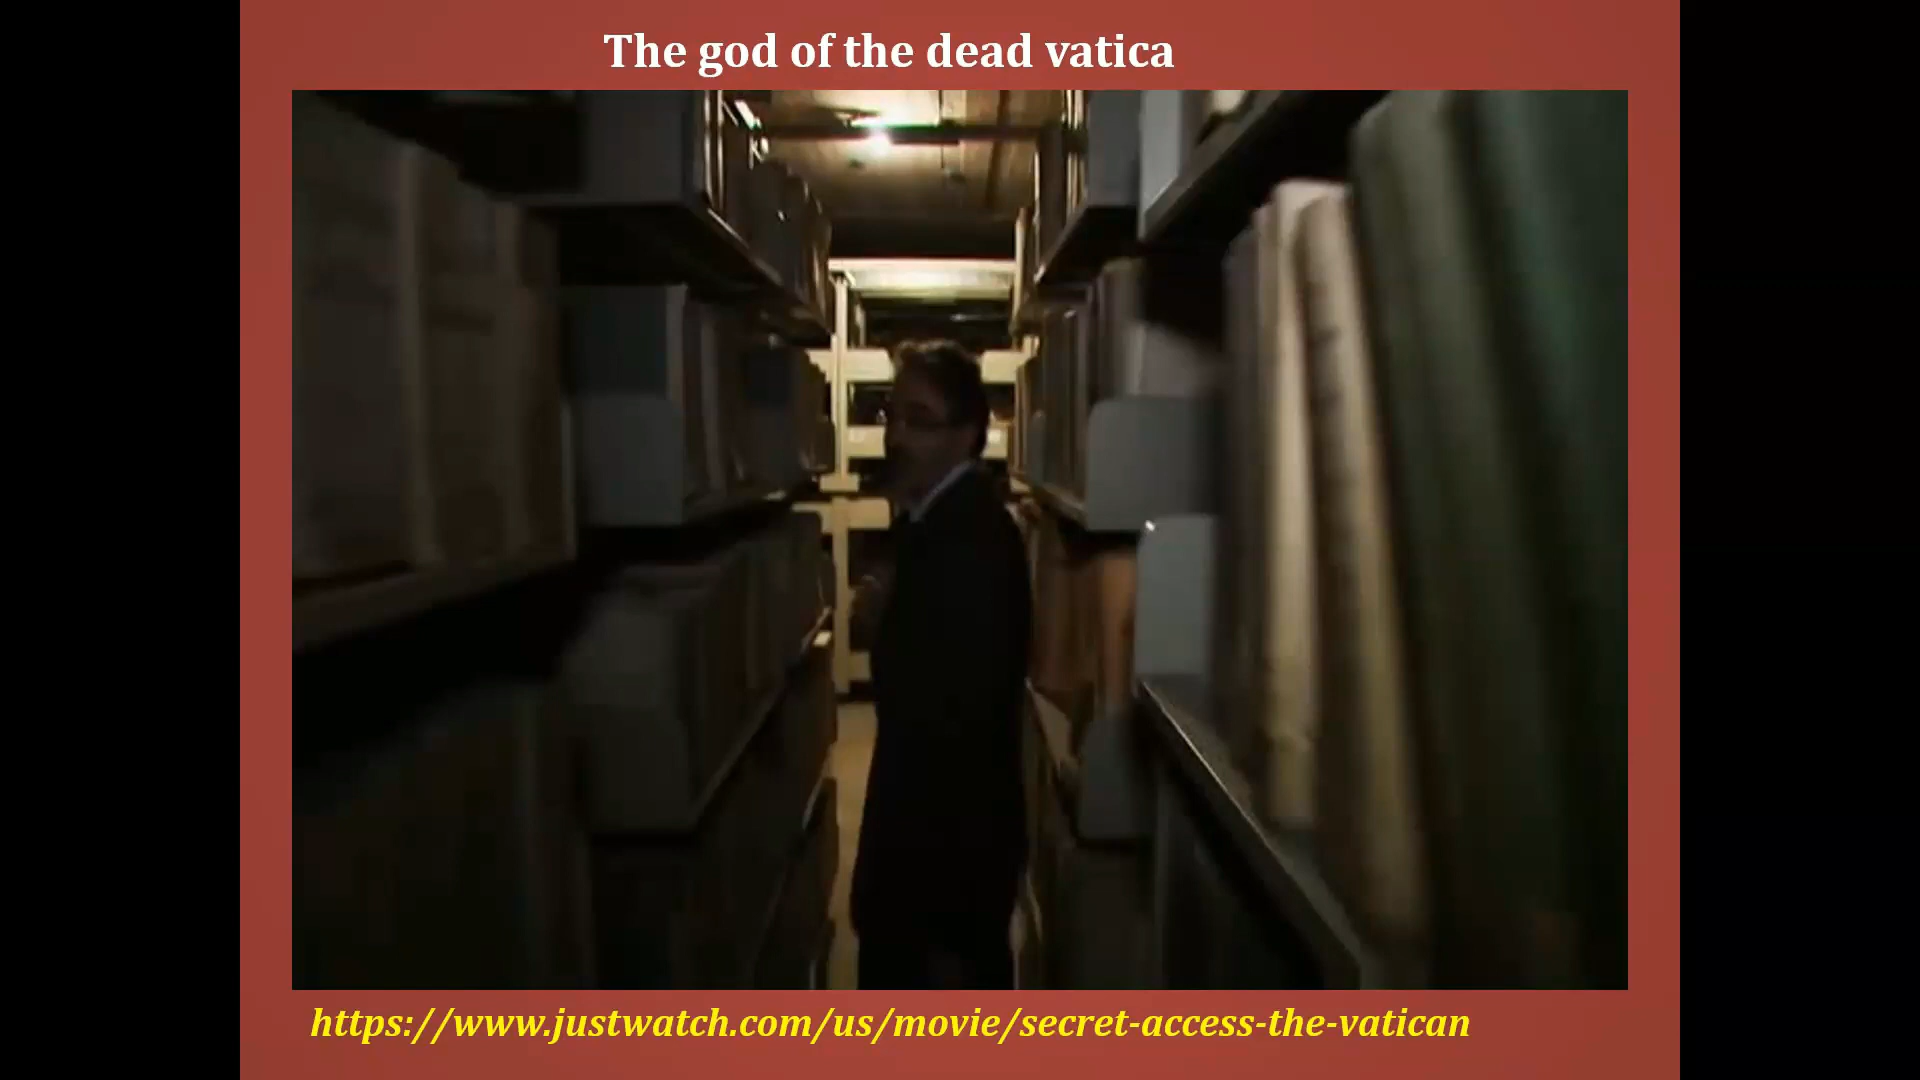 The god of the dead vatica
https://www.justwatch.com/us/movie/secret-access-the-vatican